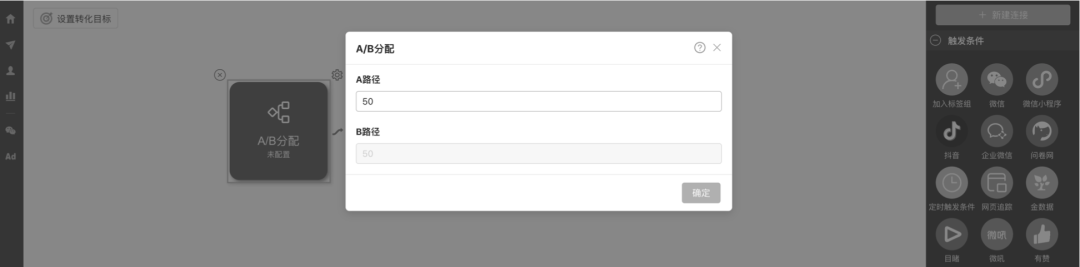 设置转化目标
新建连接
A/B分配
触发条件
A路径
50
B路径
50
确定
A/B分配
未配置
Ad
加入标签组
微信
微信小程序
抖音
企业微信
问卷网
定时触发条件
网页追踪
金数据
目睹
微吼
微吼
有赞